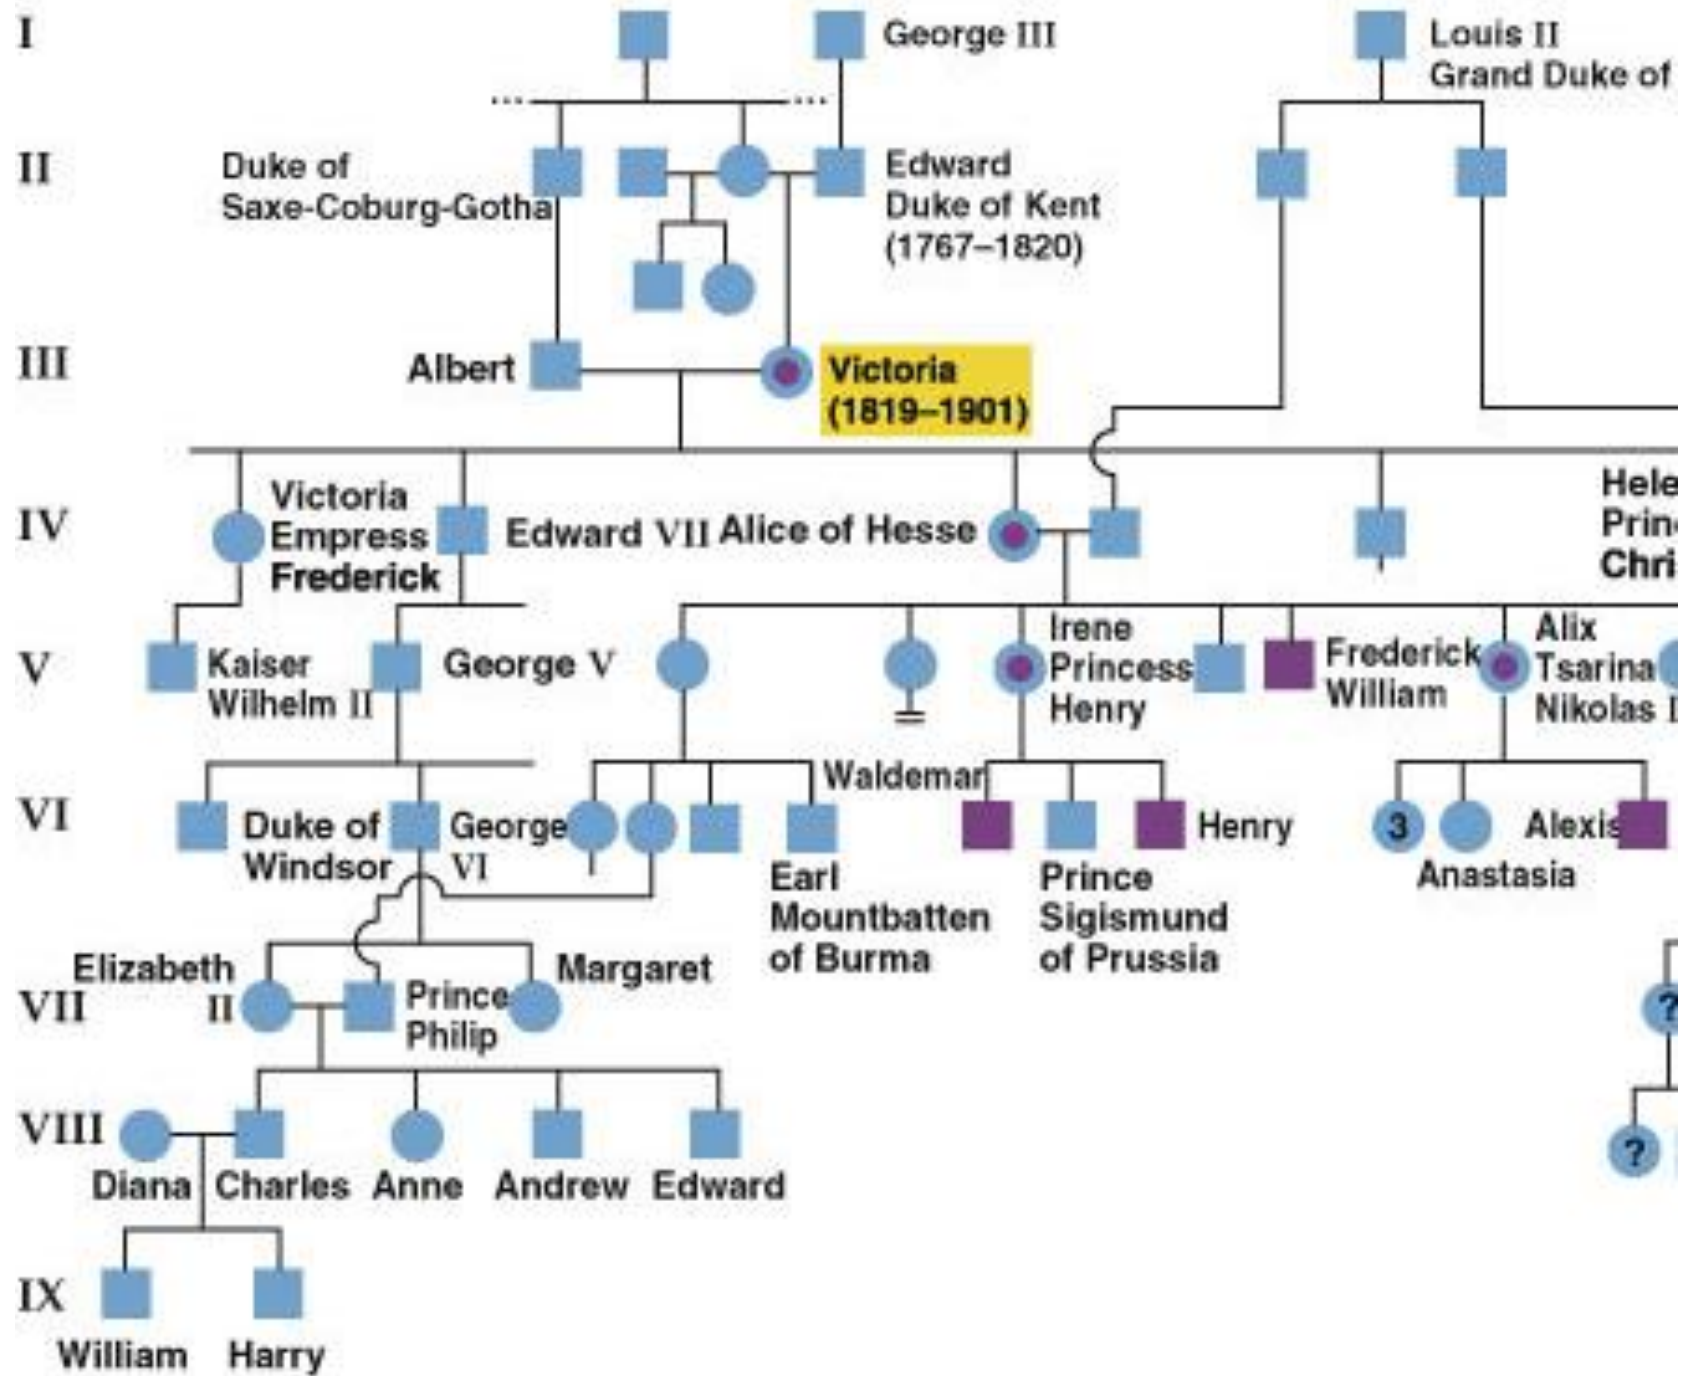 I
George III
Louis II
Grand Duke of
II
Duke of
Saxe-Coburg-Gotha
Edward
Duke of Kent
(1767–1820)
III
Albert
Victoria
(1819–1901)
IV
Victoria
Empress
Frederick
Edward VII
Alice of Hesse
Hele
Prin
Chri
V
Kaiser
Wilhelm II
George V
Irene
Princess
Henry
Frederick
William
Alix
Tsarina
Nikolas I
VI
Duke of
Windsor
George
VI
Earl
Mountbatten
of Burma
Waldemar
Prince
Sigismund
of Prussia
Henry
3
Anastasia
Alexis
VII
Elizabeth
II
Prince
Philip
Margaret
?
VIII
Diana
Charles
Anne
Andrew
Edward
?
IX
William
Harry